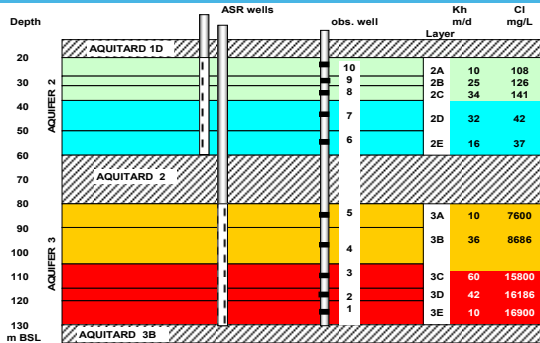 ASR wells
Kh
Cl
Depth
obs. well
m/d
mg/L
Layer
AQUITARD 1D
20
10
2A
10
108
30
9
2B
25
126
8
2C
34
141
40
AQUIFER 2
7
2D
32
42
50
6
2E
16
37
60
AQUITARD 2
70
80
5
3A
10
7600
90
3B
36
8686
4
100
AQUIFER 3
3
3C
60
15800
110
2
3D
42
16186
120
1
3E
10
16900
130
m BSL
AQUITARD 3B